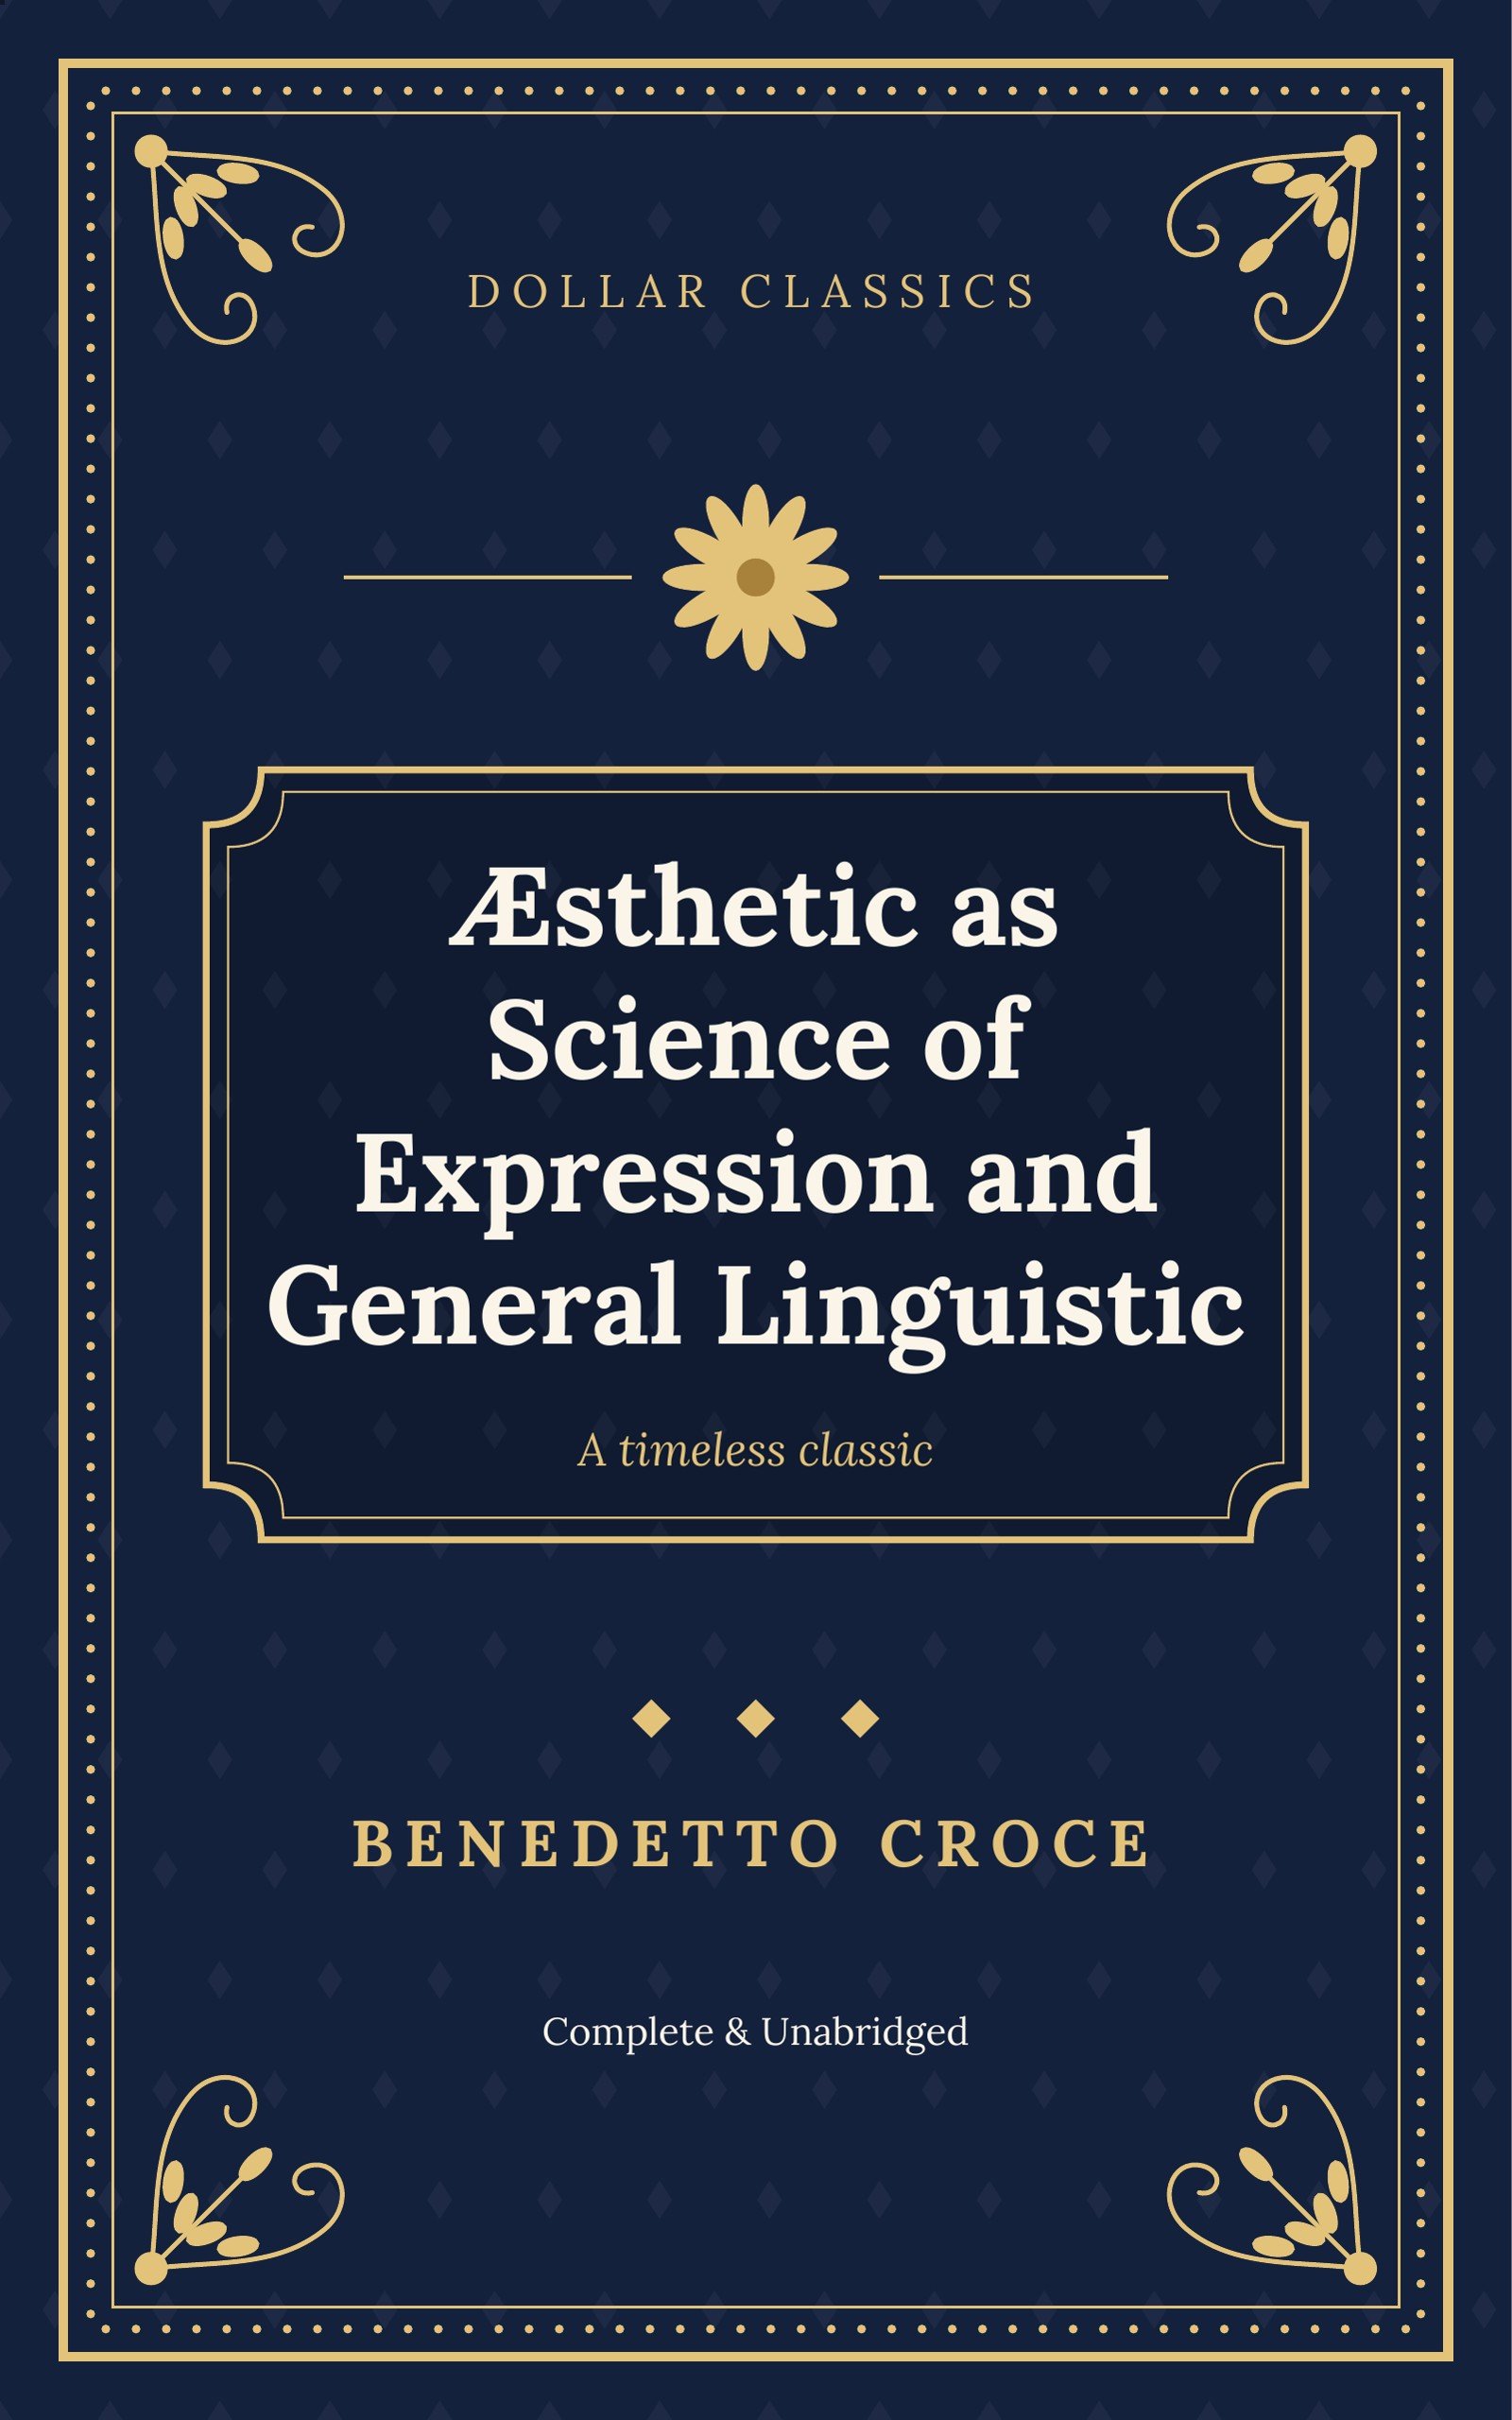 DOLLAR CLASSICS
Æsthetic as
Science of
Expression and
General Linguistic
A timeless classic
BENEDETTO CROCE
Complete & Unabridged